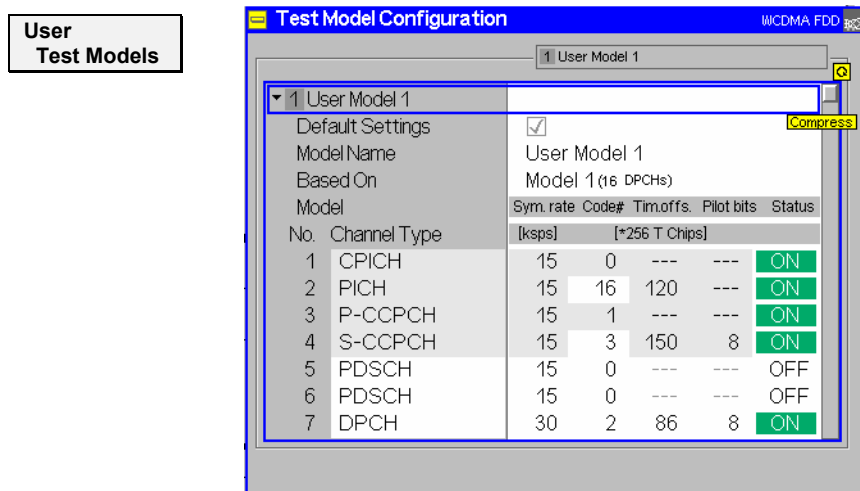 User
Test Models
Test Model Configuration WCDMA FDD
1 User Model 1
1 User Model 1
Compress
Default Settings
Model Name User Model 1
Based On Model 1 (16 DPCHs)
Model Sym. rate Code# Tim.offs. Pilot bits Status
No. Channel Type [ksps] [*256 T Chips]
1 CPICH 15 0 --- --- ON
2 PICH 15 16 120 --- ON
3 P-CCPCH 15 1 --- --- ON
4 S-CCPCH 15 3 150 8 ON
5 PDSCH 15 0 --- --- OFF
6 PDSCH 15 0 --- --- OFF
7 DPCH 30 2 86 8 ON